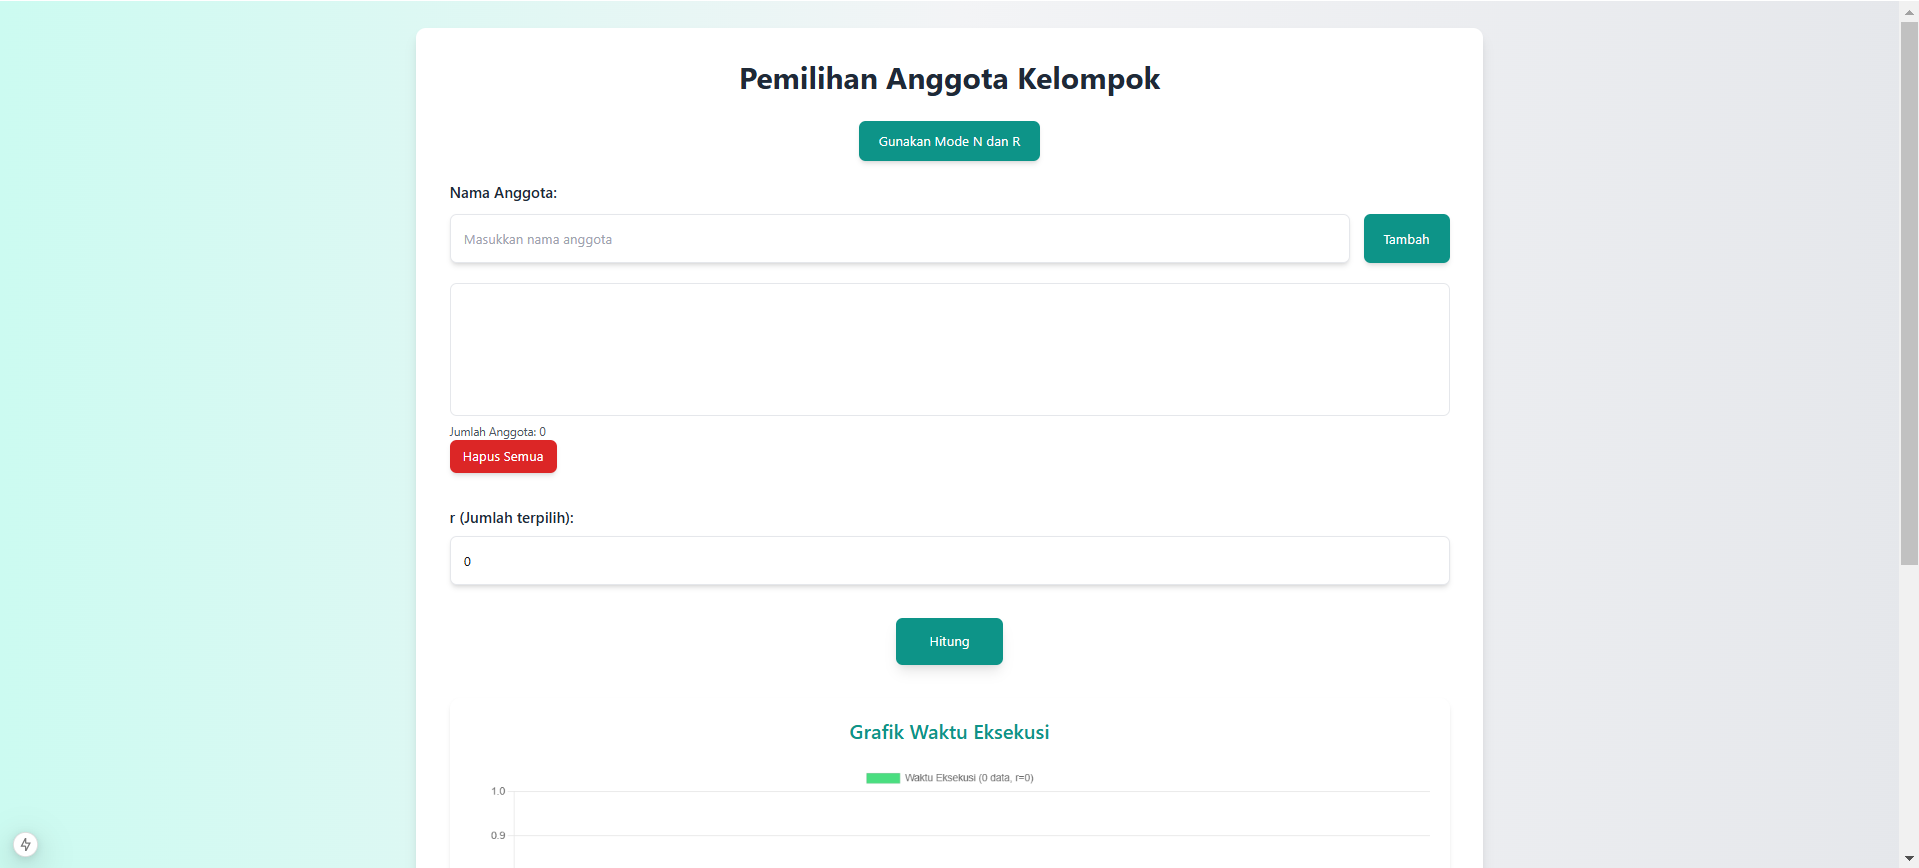 Pemilihan Anggota Kelompok
Gunakan Mode N dan R
Nama Anggota:
Masukkan nama anggota
Tambah
Jumlah Anggota: 0
Hapus Semua
r (Jumlah terpilih):
0
Hitung
Grafik Waktu Eksekusi
Waktu Eksekusi (0 data, r=0)
1.0
0.9